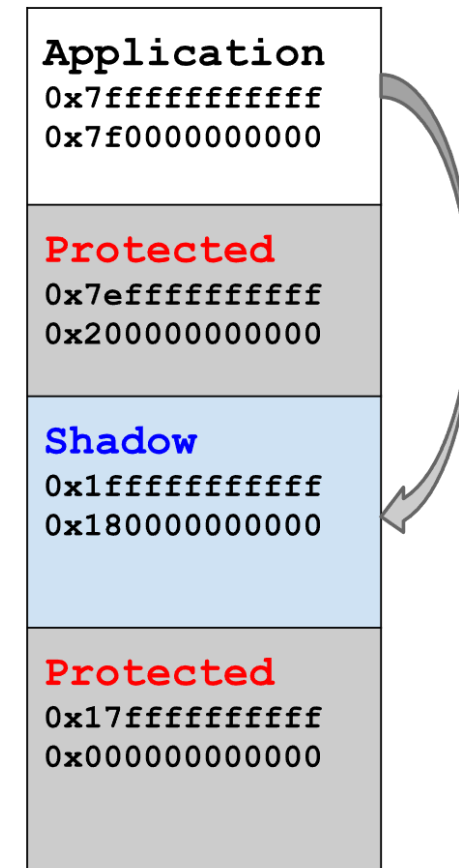 Application
0x7fffffffffff
0x7f0000000000
Protected
0x7effffffffff
0x200000000000
Shadow
0x1fffffffffff
0x180000000000
Protected
0x17ffffffffff
0x000000000000